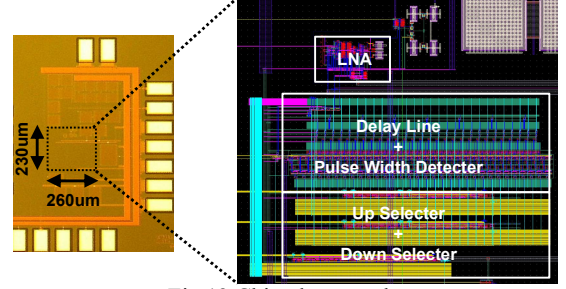 230um
260um
LNA
Delay Line
+
Pulse Width Detecter
Up Selecter
+
Down Selecter